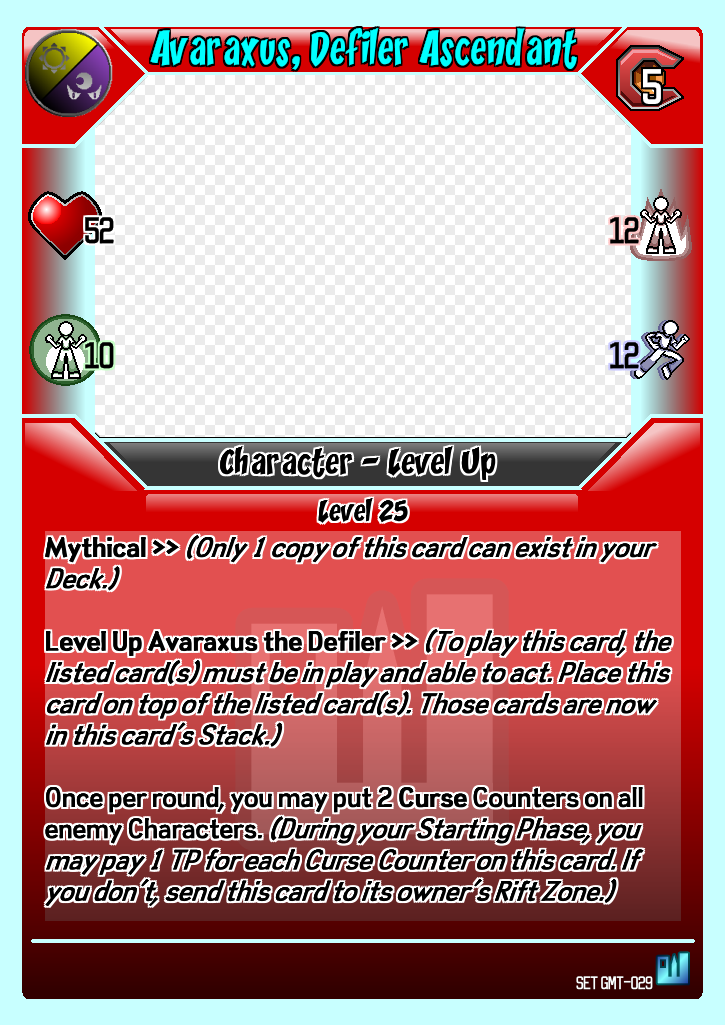 Avaraxus, Defiler Ascendant
5
52
12
10
12
Character - Level Up
Level 25
Mythical >> (Only 1 copy of this card can exist in your
Deck.)
Level Up Avaraxus the Defiler >> (To play this card, the
listed card(s) must be in play and able to act. Place this
card on top of the listed card(s). Those cards are now
in this card's Stack.)
Once per round, you may put 2 Curse Counters on all
enemy Characters. (During your Starting Phase, you
may pay 1 TP for each Curse Counter on this card. If
you don't, send this card to its owner's Rift Zone.)
SET GMT-029